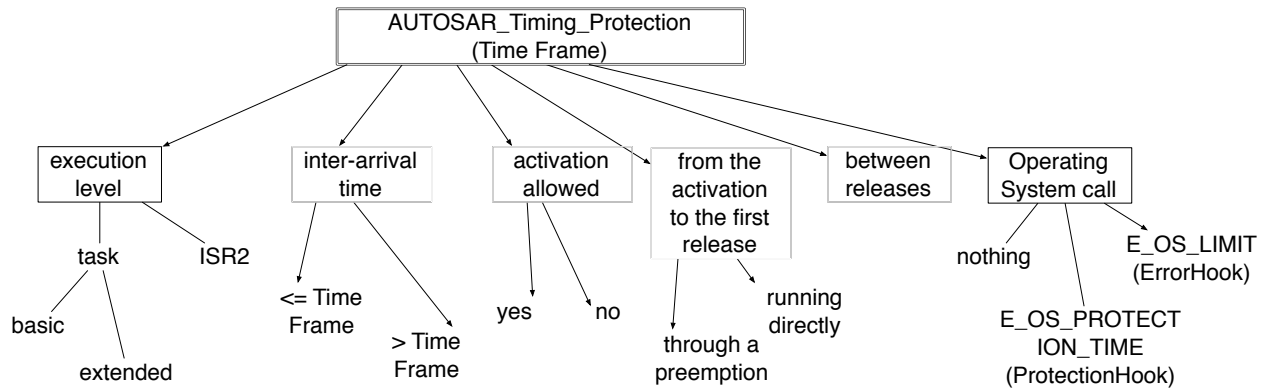 AUTOSAR_Timing_Protection
(Time Frame)
execution
level
inter-arrival
time
activation
allowed
from the
activation
to the first
release
between
releases
Operating
System call
task
ISR2
basic
extended
<= Time
Frame
> Time
Frame
yes
no
through a
preemption
running
directly
nothing
E_OS_PROTECT
ION_TIME
(ProtectionHook)
E_OS_LIMIT
(ErrorHook)